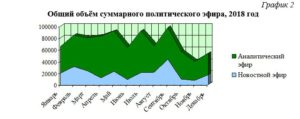 График 2
Общий объём суммарного политического эфира, 2018 год
100000
80000
60000
40000
20000
0
Аналитический
эфир
Новостной эфир
Январь
Февраль
Март
Апрель
Май
Июнь
Июль
Август
Сентябрь
Октябрь
Ноябрь
Декабрь